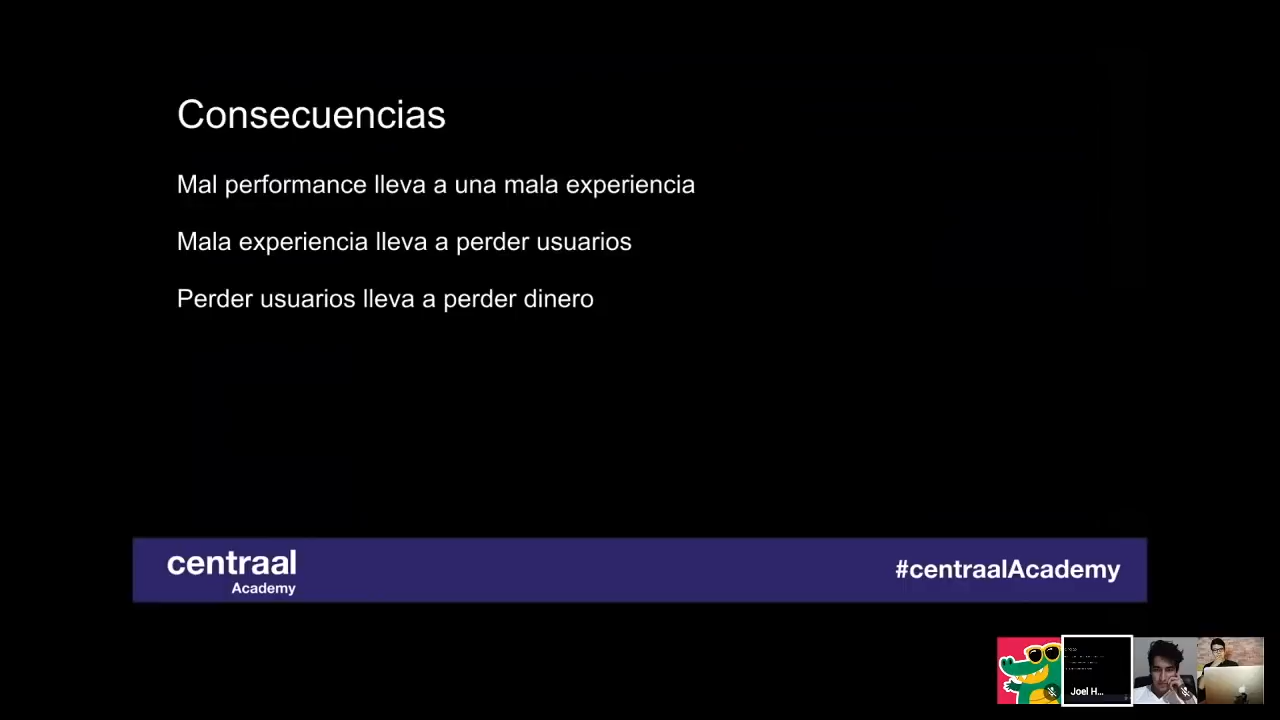 Consecuencias
Mal performance lleva a una mala experiencia
Mala experiencia lleva a perder usuarios
Perder usuarios lleva a perder dinero
centraal
Academy
#centraalAcademy
Joel H...